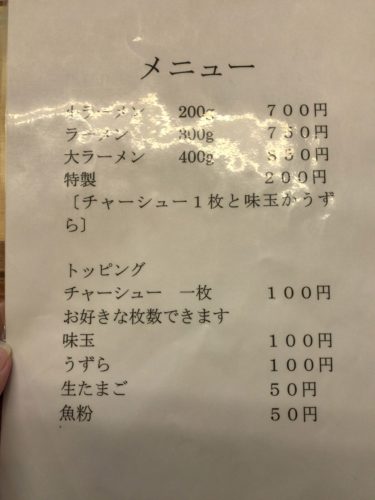 メニュー
小ラーメン 200g 700円
ラーメン 300g 750円
大ラーメン 400g 850円
特製 200円
〔チャーシュー1枚と味玉かうず
ら〕
トッピング
チャーシュー 一枚 100円
お好きな枚数できます
味玉 100円
うずら 100円
生たまご 50円
魚粉 50円